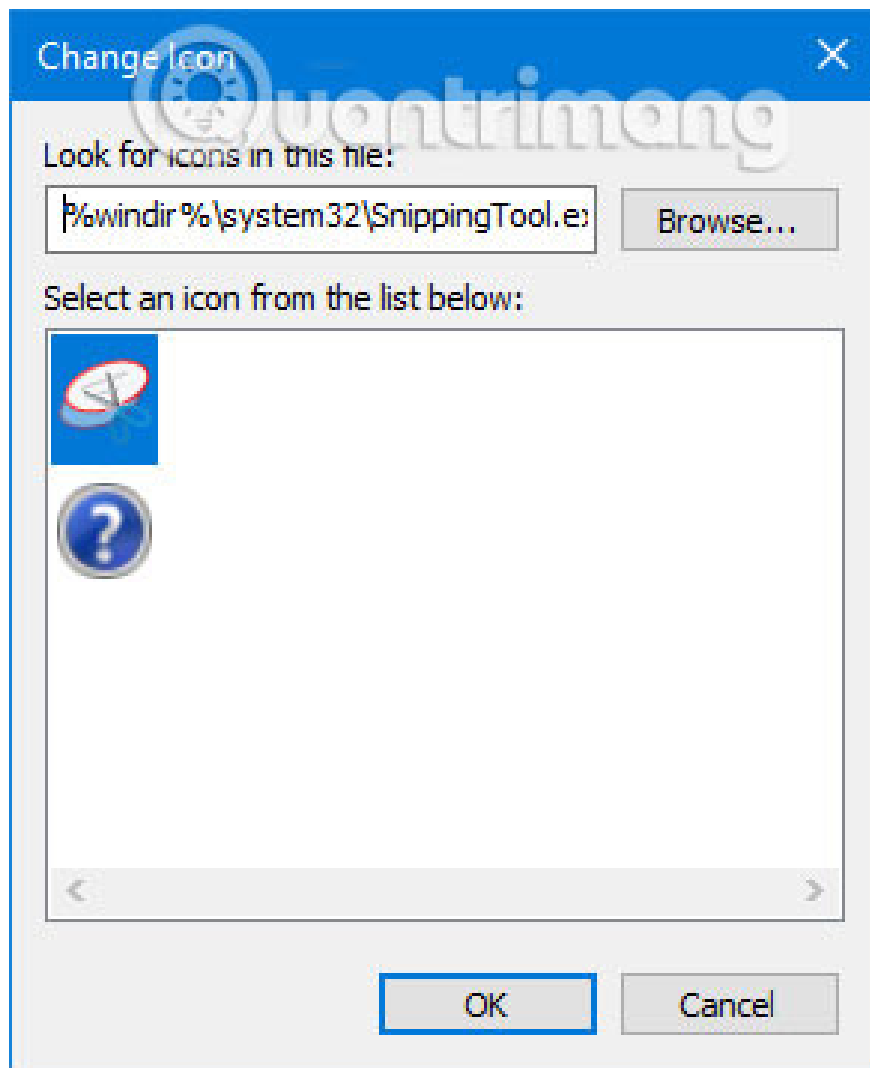 Change Icon
Quantrimang
Look for icons in this file:
%windir%\system32\SnippingTool.ex
Browse...
Select an icon from the list below:
OK
Cancel